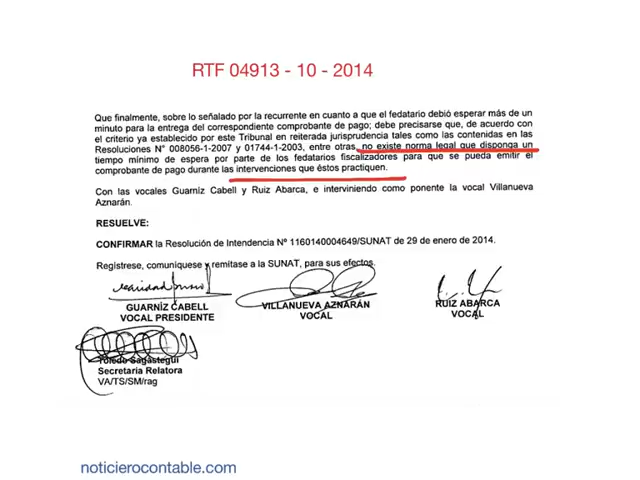 RTF 04913 - 10 - 2014
Que finalmente, sobre lo señalado por la recurrente en cuanto a que el fedatario debió esperar más de un
minuto para la entrega del correspondiente comprobante de pago; debe precisarse que, de acuerdo con
el criterio ya establecido por este Tribunal en reiterada jurisprudencia tales como las contenidas en las
Resoluciones N° 008056-1-2007 y 01744-1-2003, entre otras, no existe norma legal que disponga un
tiempo mínimo de espera por parte de los fedatarios fiscalizadores para que se pueda emitir el
comprobante de pago durante las intervenciones que éstos practiquen.
Con las vocales Guarníz Cabell y Ruiz Abarca, e interviniendo como ponente la vocal Villanueva
Aznarán.
RESUELVE:
CONFIRMAR la Resolución de Intendencia N° 1160140004649/SUNAT de 29 de enero de 2014.
Regístrese, comuníquese y remítase a la SUNAT, para sus efectos.
GUARNÍZ CABELL VILLANUEVA AZNARÁN RUIZ ABARCA
VOCAL PRESIDENTE VOCAL VOCAL
Toledo Sagástegui
Secretaria Relatora
VA/TS/SM/rag
noticierocontable.com